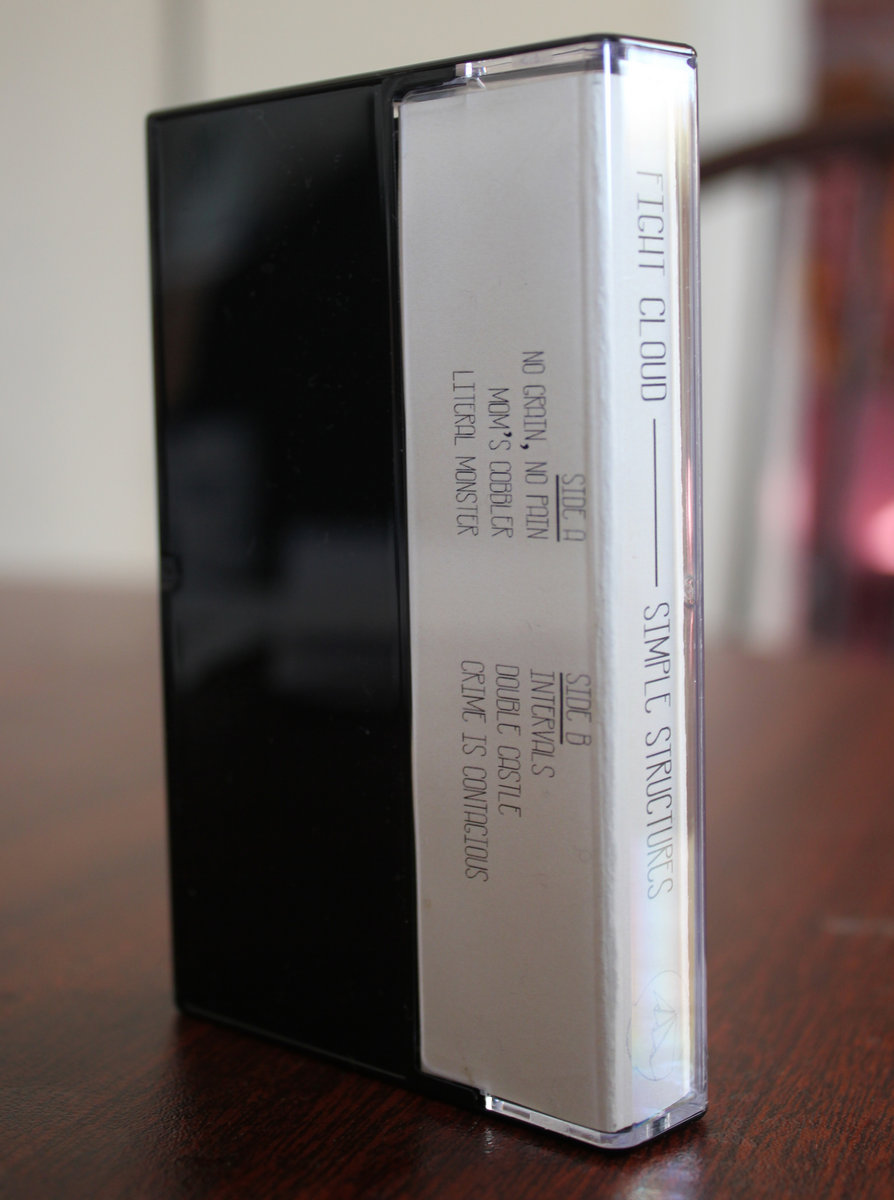 FIGHT CLOUD — SIMPLE STRUCTURES
SIDE A
NO GRAIN, NO PAIN
MOM'S COBBLER
LITERAL MONSTER
SIDE B
INTERVALS
DOUBLE CASTLE
CRIME IS CONTAGIOUS